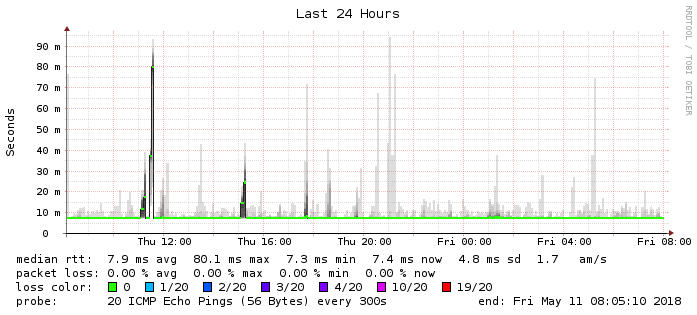 Last 24 Hours
RRDTOOL / TOBI OETIKER
Seconds
90 m
80 m
70 m
60 m
50 m
40 m
30 m
20 m
10 m
0
Thu 12:00 Thu 16:00 Thu 20:00 Fri 00:00 Fri 04:00 Fri 08:00
median rtt: 7.9 ms avg 80.1 ms max 7.3 ms min 7.4 ms now 4.8 ms sd 1.7 am/s
packet loss: 0.00 % avg 0.00 % max 0.00 % min 0.00 % now
loss color: 0 1/20 2/20 3/20 4/20 10/20 19/20
probe: 20 ICMP Echo Pings (56 Bytes) every 300s end: Fri May 11 08:05:10 2018